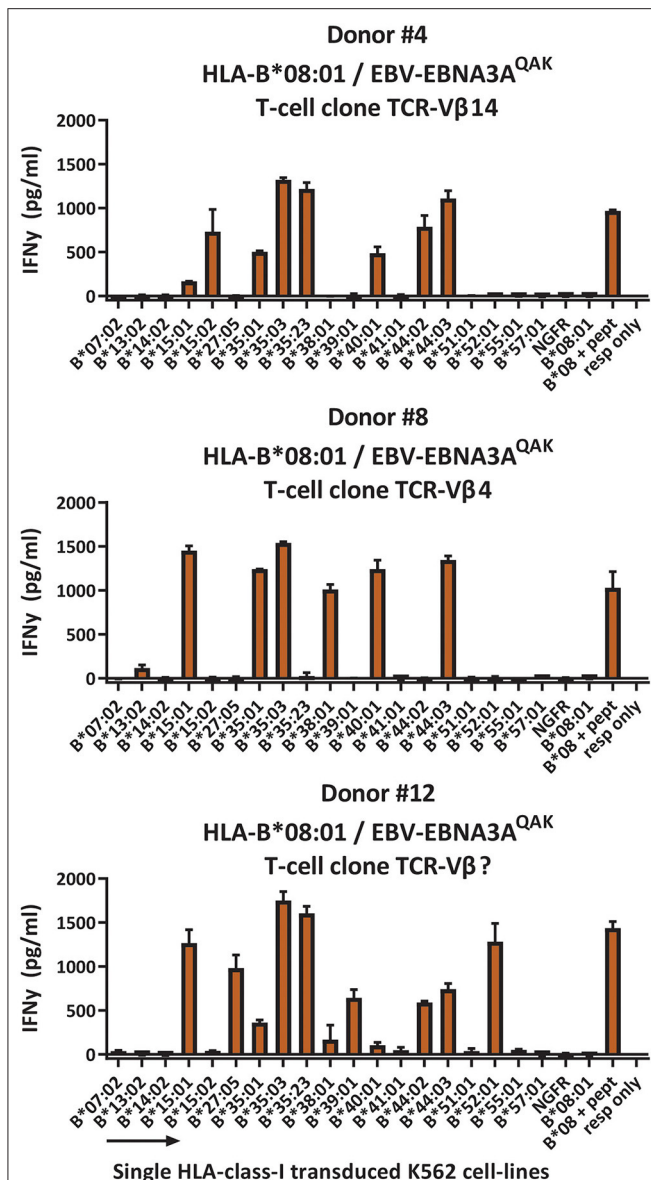 Donor #4
HLA-B*08:01 / EBV-EBNA3A^QAK
T-cell clone TCR-Vβ14
IFNy (pg/ml)
2000
1500
1000
500
0
B*07:02
B*13:02
B*14:02
B*15:01
B*15:02
B*27:05
B*35:01
B*35:03
B*35:23
B*38:01
B*39:01
B*40:01
B*41:01
B*44:02
B*44:03
B*51:01
B*52:01
B*55:01
B*57:01
NGFR
B*08:01
B*08 + pept
resp only
Donor #8
HLA-B*08:01 / EBV-EBNA3A^QAK
T-cell clone TCR-Vβ4
IFNy (pg/ml)
2000
1500
1000
500
0
B*07:02
B*13:02
B*14:02
B*15:01
B*15:02
B*27:05
B*35:01
B*35:03
B*35:23
B*38:01
B*39:01
B*40:01
B*41:01
B*44:02
B*44:03
B*51:01
B*52:01
B*55:01
B*57:01
NGFR
B*08:01
B*08 + pept
resp only
Donor #12
HLA-B*08:01 / EBV-EBNA3A^QAK
T-cell clone TCR-Vβ?
IFNy (pg/ml)
2000
1500
1000
500
0
B*07:02
B*13:02
B*14:02
B*15:01
B*15:02
B*27:05
B*35:01
B*35:03
B*35:23
B*38:01
B*39:01
B*40:01
B*41:01
B*44:02
B*44:03
B*51:01
B*52:01
B*55:01
B*57:01
NGFR
B*08:01
B*08 + pept
resp only
Single HLA-class-I transduced K562 cell-lines